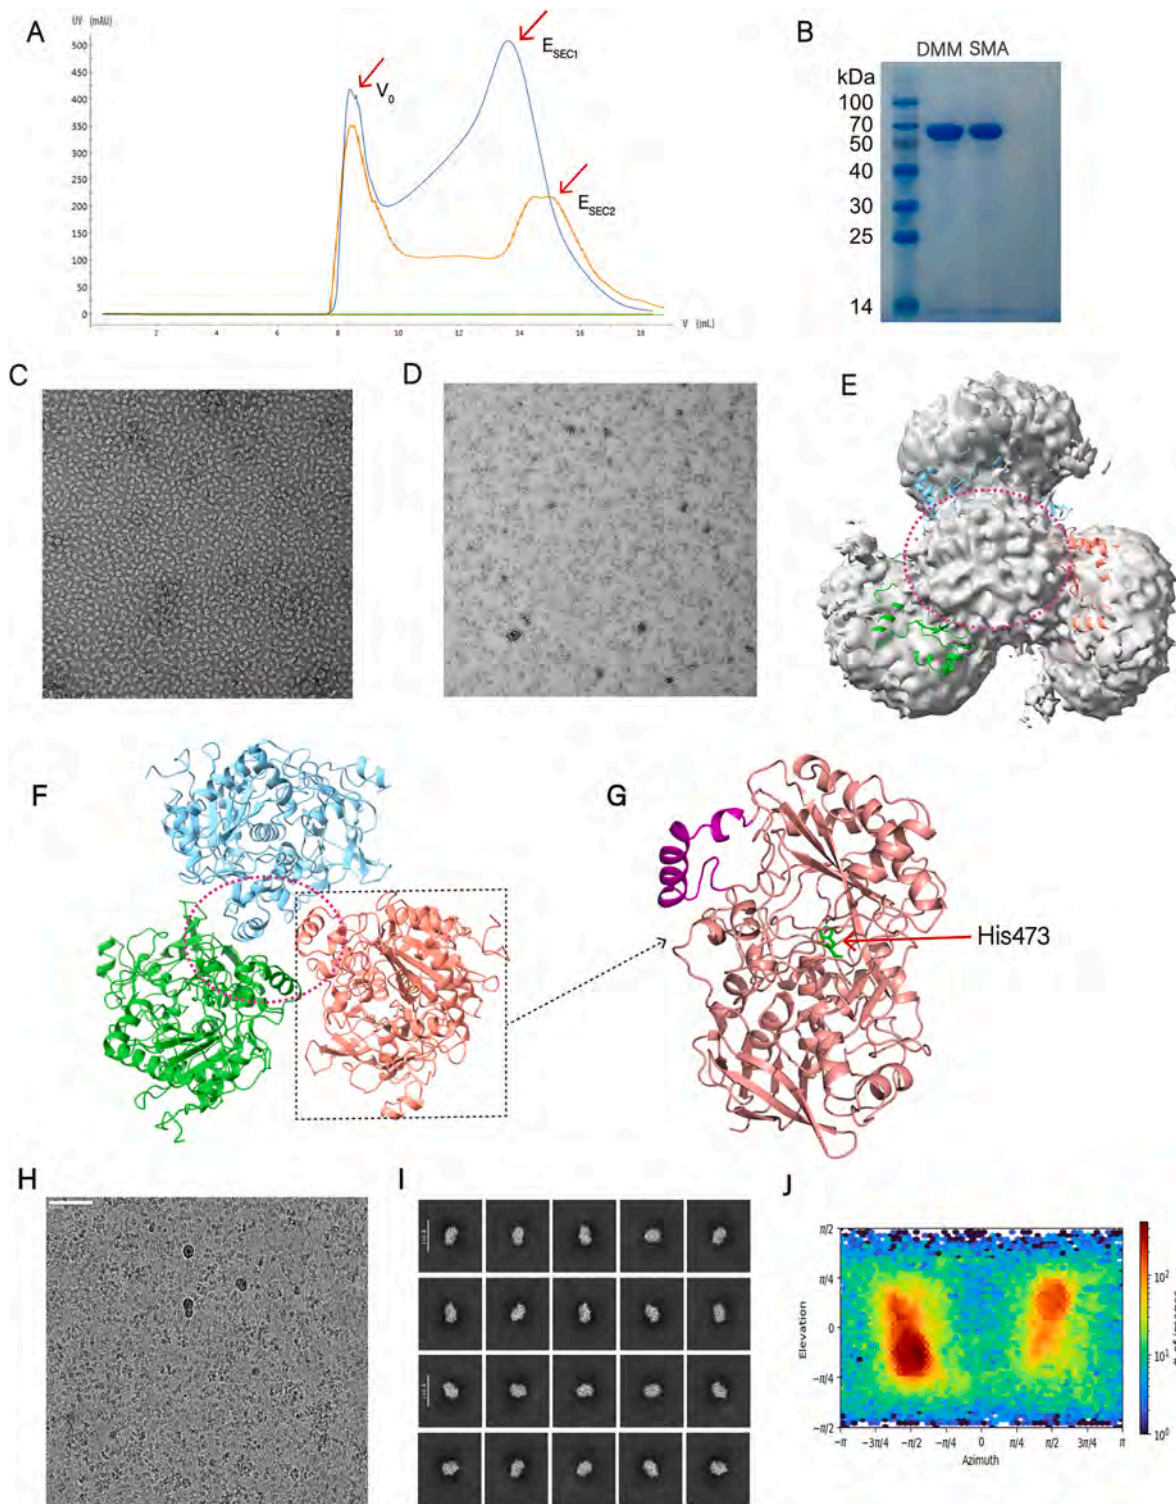 A
UV (mAU)
500
450
400
350
300
250
200
150
100
50
0
2
4
6
8
10
12
14
16
18
V (mL)
V0
ESEC1
ESEC2
B
DMM SMA
kDa
100
70
50
40
30
25
14
C
D
E
F
G
His473
H
I
J
π/2
π/4
0
−π/4
−π/2
Elevation
−π
−3π/4
−π/2
−π/4
0
π/4
π/2
3π/4
π
Azimuth
10²
10¹
10⁰